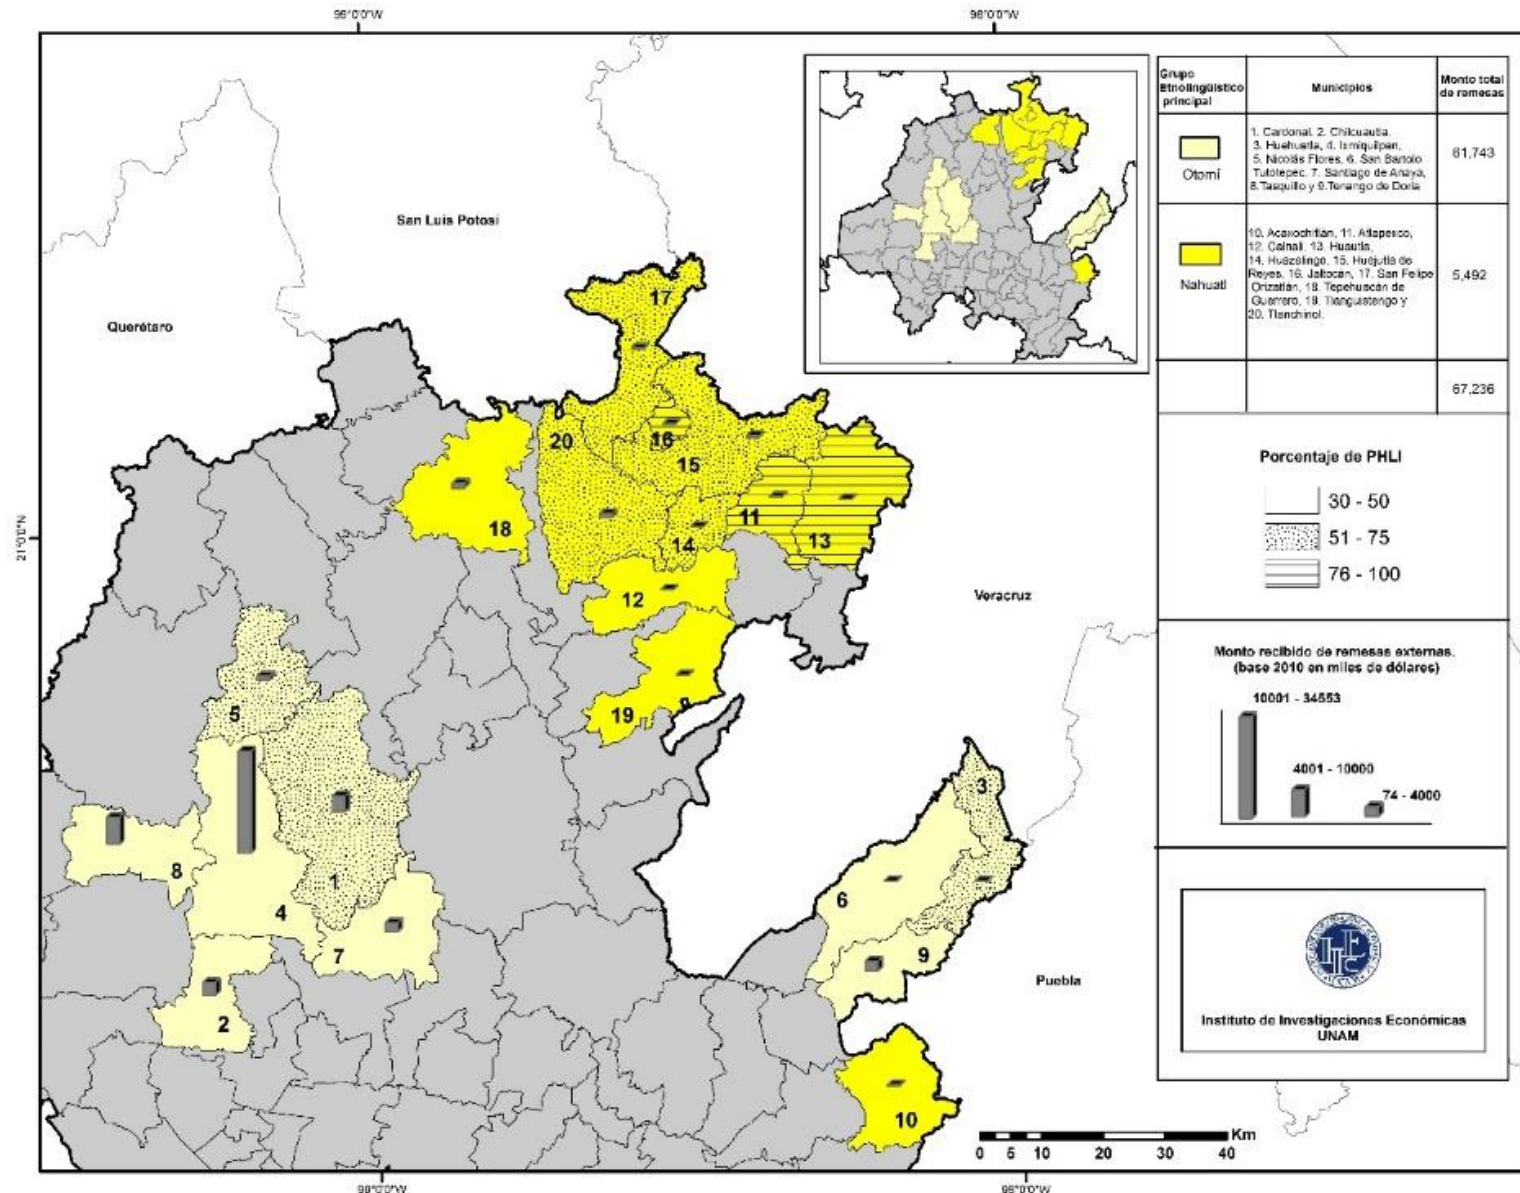 99°0'0"W
98°0'0"W
21°0'0"N
San Luis Potosí
Querétaro
Veracruz
Puebla
17
20
16
15
18
14
11
13
12
19
5
3
8
1
6
4
7
9
2
10
Grupo Etnolingüístico principal
Municipios
Monto total de remesas
Otomí
1. Cardonal, 2. Chilcuautla,
3. Huehuetla, 4. Ixmiquilpan,
5. Nicolás Flores, 6. San Bartolo
Tutotepec, 7. Santiago de Anaya,
8. Tasquillo y 9. Tenango de Doria
61,743
Nahuatl
10. Acaxochitlán, 11. Atlapexco,
12. Calnali, 13. Huautla,
14. Huazalingo, 15. Huejutla de
Reyes, 16. Jaltocán, 17. San Felipe
Orizatlán, 18. Tepehuacán de
Guerrero, 19. Tianguistengo y
20. Tlanchinol.
5,492
67,236
Porcentaje de PHLI
30 - 50
51 - 75
76 - 100
Monto recibido de remesas externas.
(base 2010 en miles de dólares)
10001 - 34553
4001 - 10000
74 - 4000
Instituto de Investigaciones Económicas
UNAM
Km
0 5 10 20 30 40
99°0'0"W
98°0'0"W